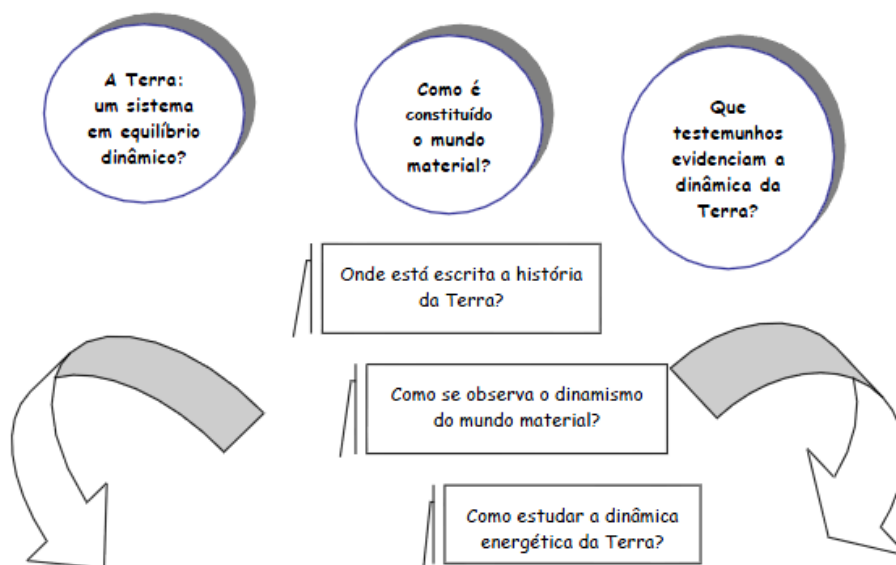 A Terra:
um sistema
em equilíbrio
dinâmico?
Como é
constituído
o mundo
material?
Que
testemunhos
evidenciam a
dinâmica da
Terra?
Onde está escrita a história
da Terra?
Como se observa o dinamismo
do mundo material?
Como estudar a dinâmica
energética da Terra?